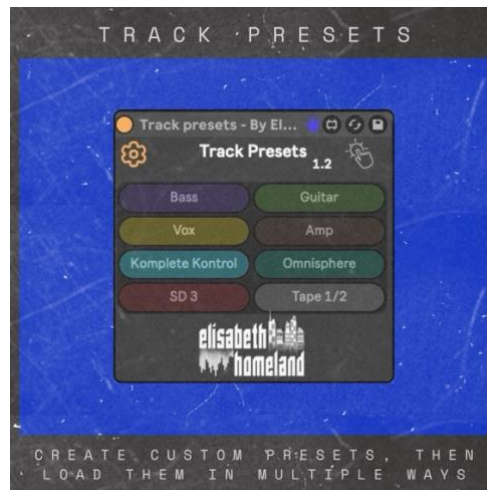 TRACK PRESETS
Track presets - By El...
Track Presets
1.2
Bass
Guitar
Vox
Amp
Komplete Kontrol
Omnisphere
SD 3
Tape 1/2
elisabeth
homeland
CREATE CUSTOM PRESETS, THEN
LOAD THEM IN MULTIPLE WAYS